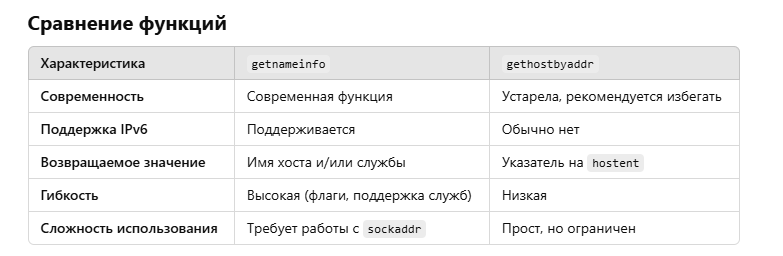 Сравнение функций
Характеристика getnameinfo gethostbyaddr
Современность Современная функция Устарела, рекомендуется избегать
Поддержка IPv6 Поддерживается Обычно нет
Возвращаемое значение Имя хоста и/или службы Указатель на hostent
Гибкость Высокая (флаги, поддержка служб) Низкая
Сложность использования Требует работы с sockaddr Прост, но ограничен